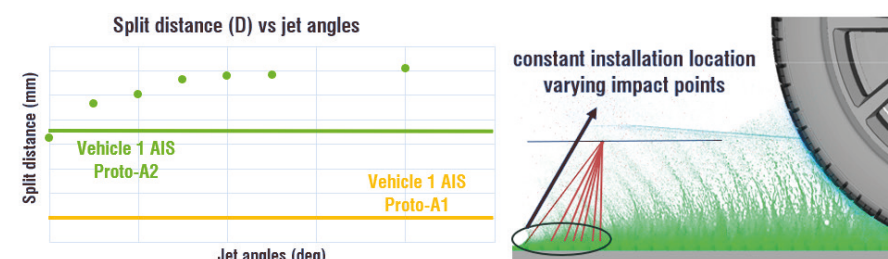 Split distance (D) vs jet angles
Split distance (mm)
Vehicle 1 AIS
Proto-A2
Vehicle 1 AIS
Proto-A1
Jet angles (deg)
constant installation location
varying impact points